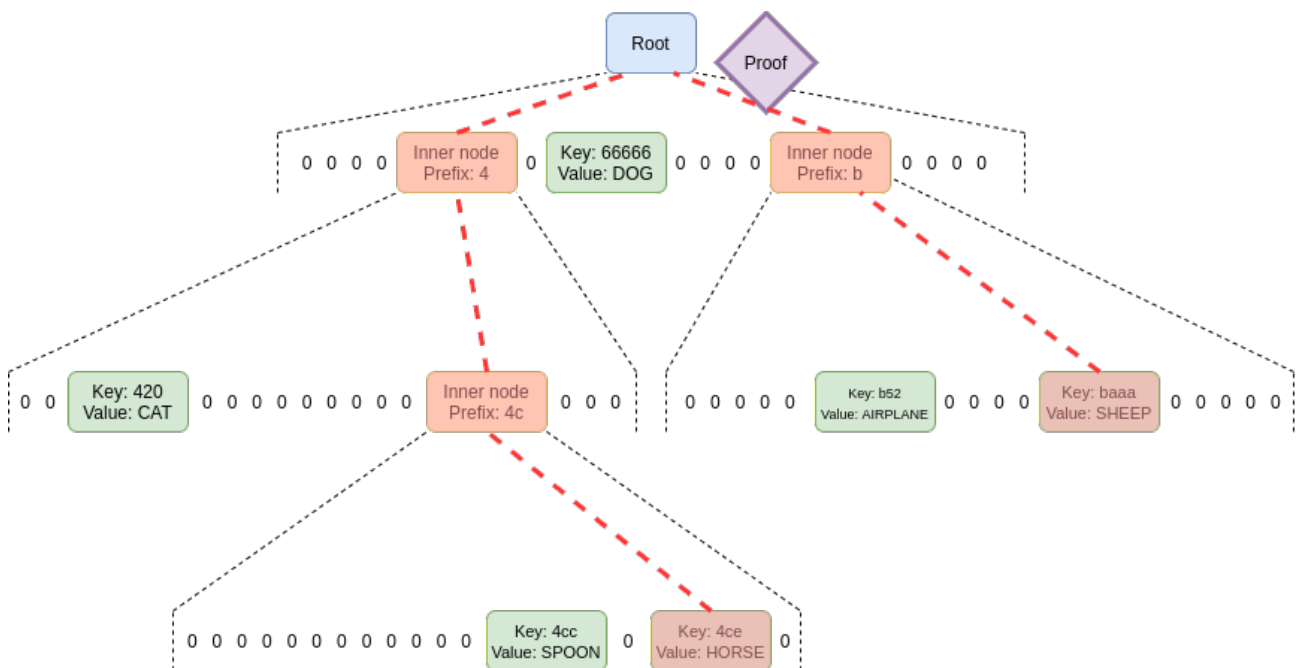 Root
Proof
0 0 0 0
Inner node
Prefix: 4
0
Key: 66666
Value: DOG
0 0 0 0
Inner node
Prefix: b
0 0 0 0
0 0
Key: 420
Value: CAT
0 0 0 0 0 0 0 0 0
Inner node
Prefix: 4c
0 0 0
0 0 0 0 0
Key: b52
Value: AIRPLANE
0 0 0 0
Key: baaa
Value: SHEEP
0 0 0 0 0
0 0 0 0 0 0 0 0 0 0 0 0
Key: 4cc
Value: SPOON
0
Key: 4ce
Value: HORSE
0